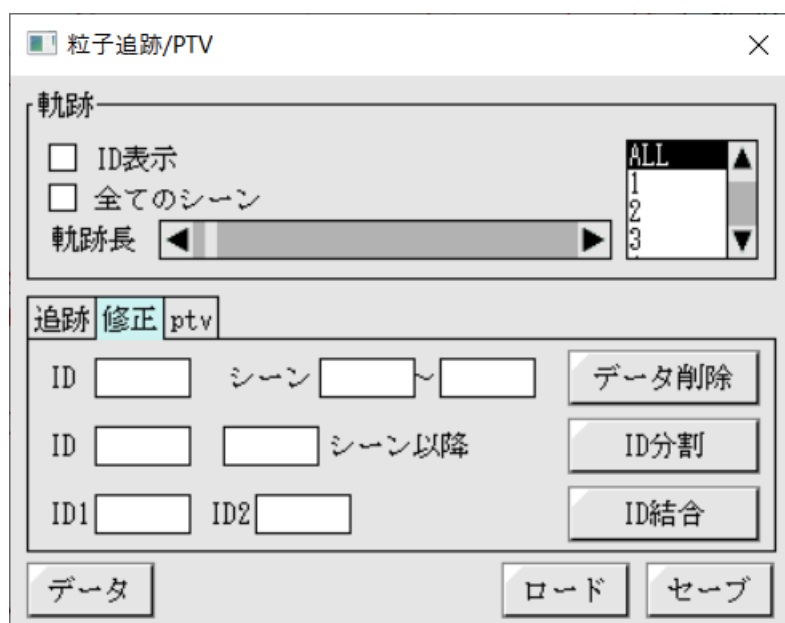 粒子追跡/PTV
軌跡
ID表示
全てのシーン
軌跡長
ALL
1
2
3
追跡 修正 ptv
ID シーン ~ データ削除
ID シーン以降 ID分割
ID1 ID2 ID結合
データ ロード セーブ